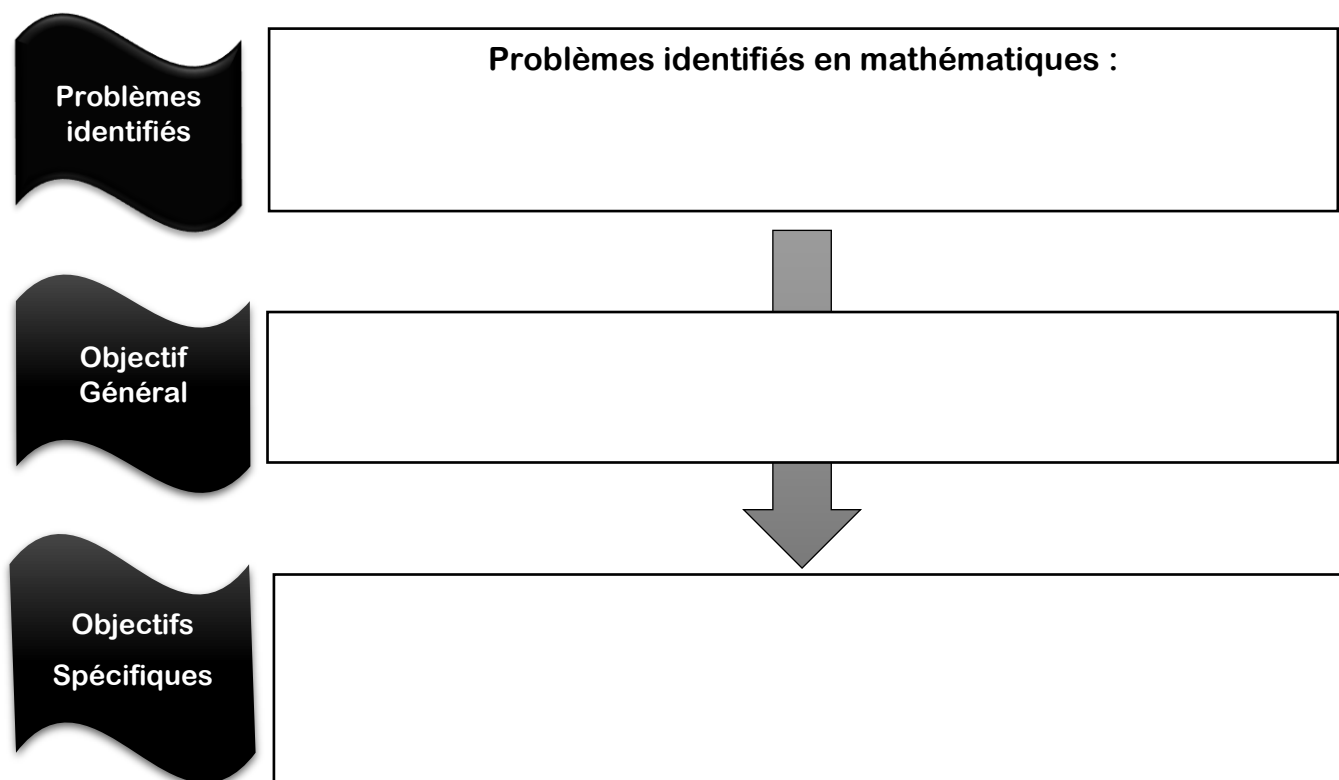 Problèmes
identifiés
Problèmes identifiés en mathématiques :
Objectif
Général
Objectifs
Spécifiques